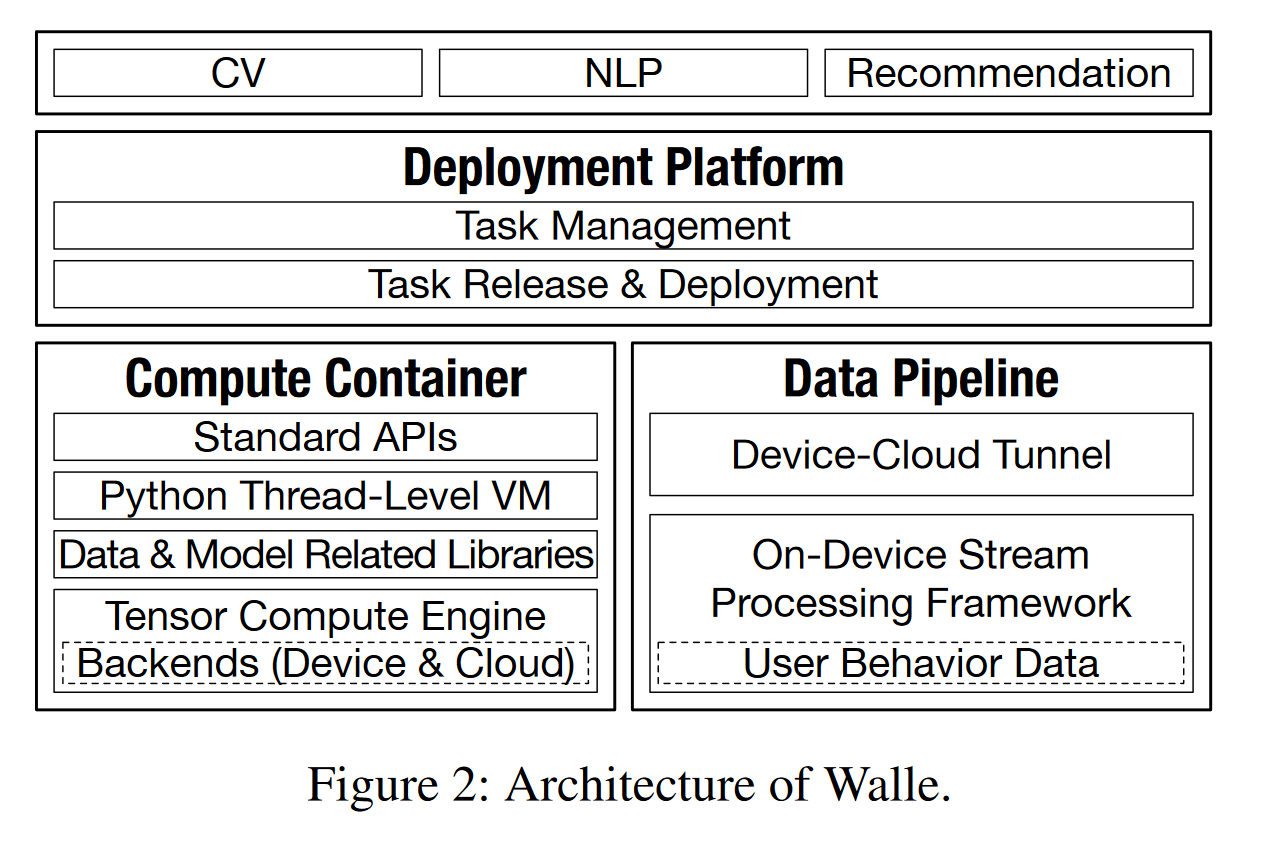 CV
NLP
Recommendation
Deployment Platform
Task Management
Task Release & Deployment
Compute Container
Standard APIs
Python Thread-Level VM
Data & Model Related Libraries
Tensor Compute Engine
Backends (Device & Cloud)
Data Pipeline
Device-Cloud Tunnel
On-Device Stream
Processing Framework
User Behavior Data
Figure 2: Architecture of Walle.